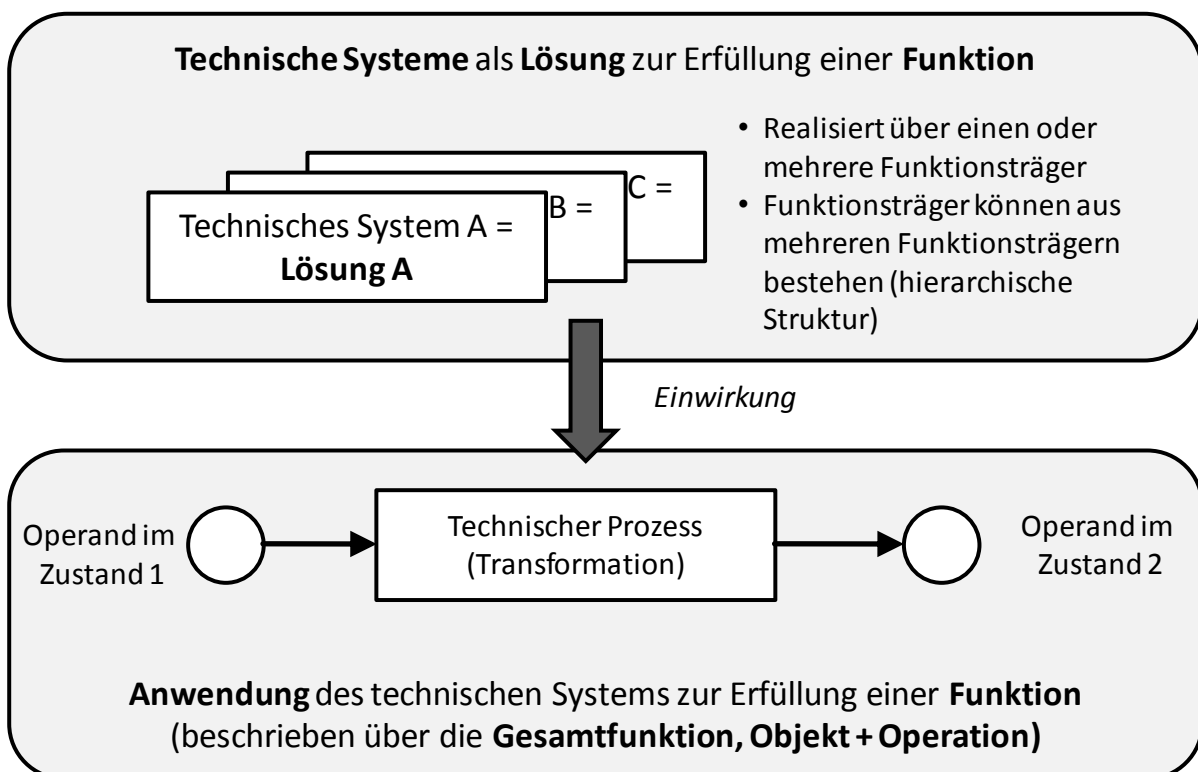 Technische Systeme als Lösung zur Erfüllung einer Funktion
• Realisiert über einen oder
mehrere Funktionsträger
• Funktionsträger können aus
mehreren Funktionsträgern
bestehen (hierarchische
Struktur)
C =
B =
Technisches System A =
Lösung A
Einwirkung
Operand im
Zustand 1
Technischer Prozess
(Transformation)
Operand im
Zustand 2
Anwendung des technischen Systems zur Erfüllung einer Funktion
(beschrieben über die Gesamtfunktion, Objekt + Operation)